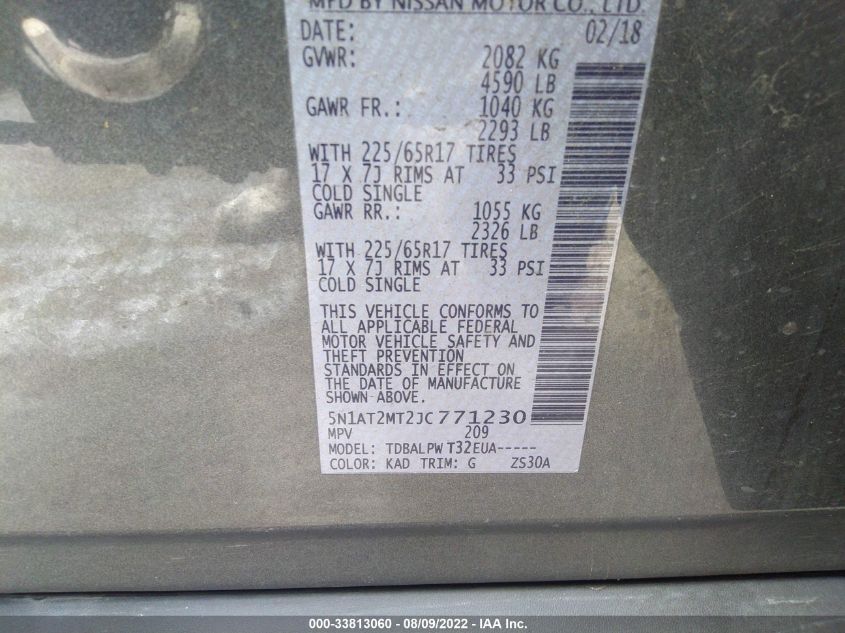 MFD BY NISSAN MOTOR CO., LTD.
DATE: 02/18
GVWR: 2082 KG
4590 LB
GAWR FR.: 1040 KG
2293 LB
WITH 225/65R17 TIRES
17 X 7J RIMS AT 33 PSI
COLD SINGLE
GAWR RR.: 1055 KG
2326 LB
WITH 225/65R17 TIRES
17 X 7J RIMS AT 33 PSI
COLD SINGLE
THIS VEHICLE CONFORMS TO
ALL APPLICABLE FEDERAL
MOTOR VEHICLE SAFETY AND
THEFT PREVENTION
STANDARDS IN EFFECT ON
THE DATE OF MANUFACTURE
SHOWN ABOVE.
5N1AT2MT2JC771230
MPV 209
MODEL: TDBALPW T32EUA-----
COLOR: KAD TRIM: G ZS30A
000-33813060 - 08/09/2022 - IAA Inc.